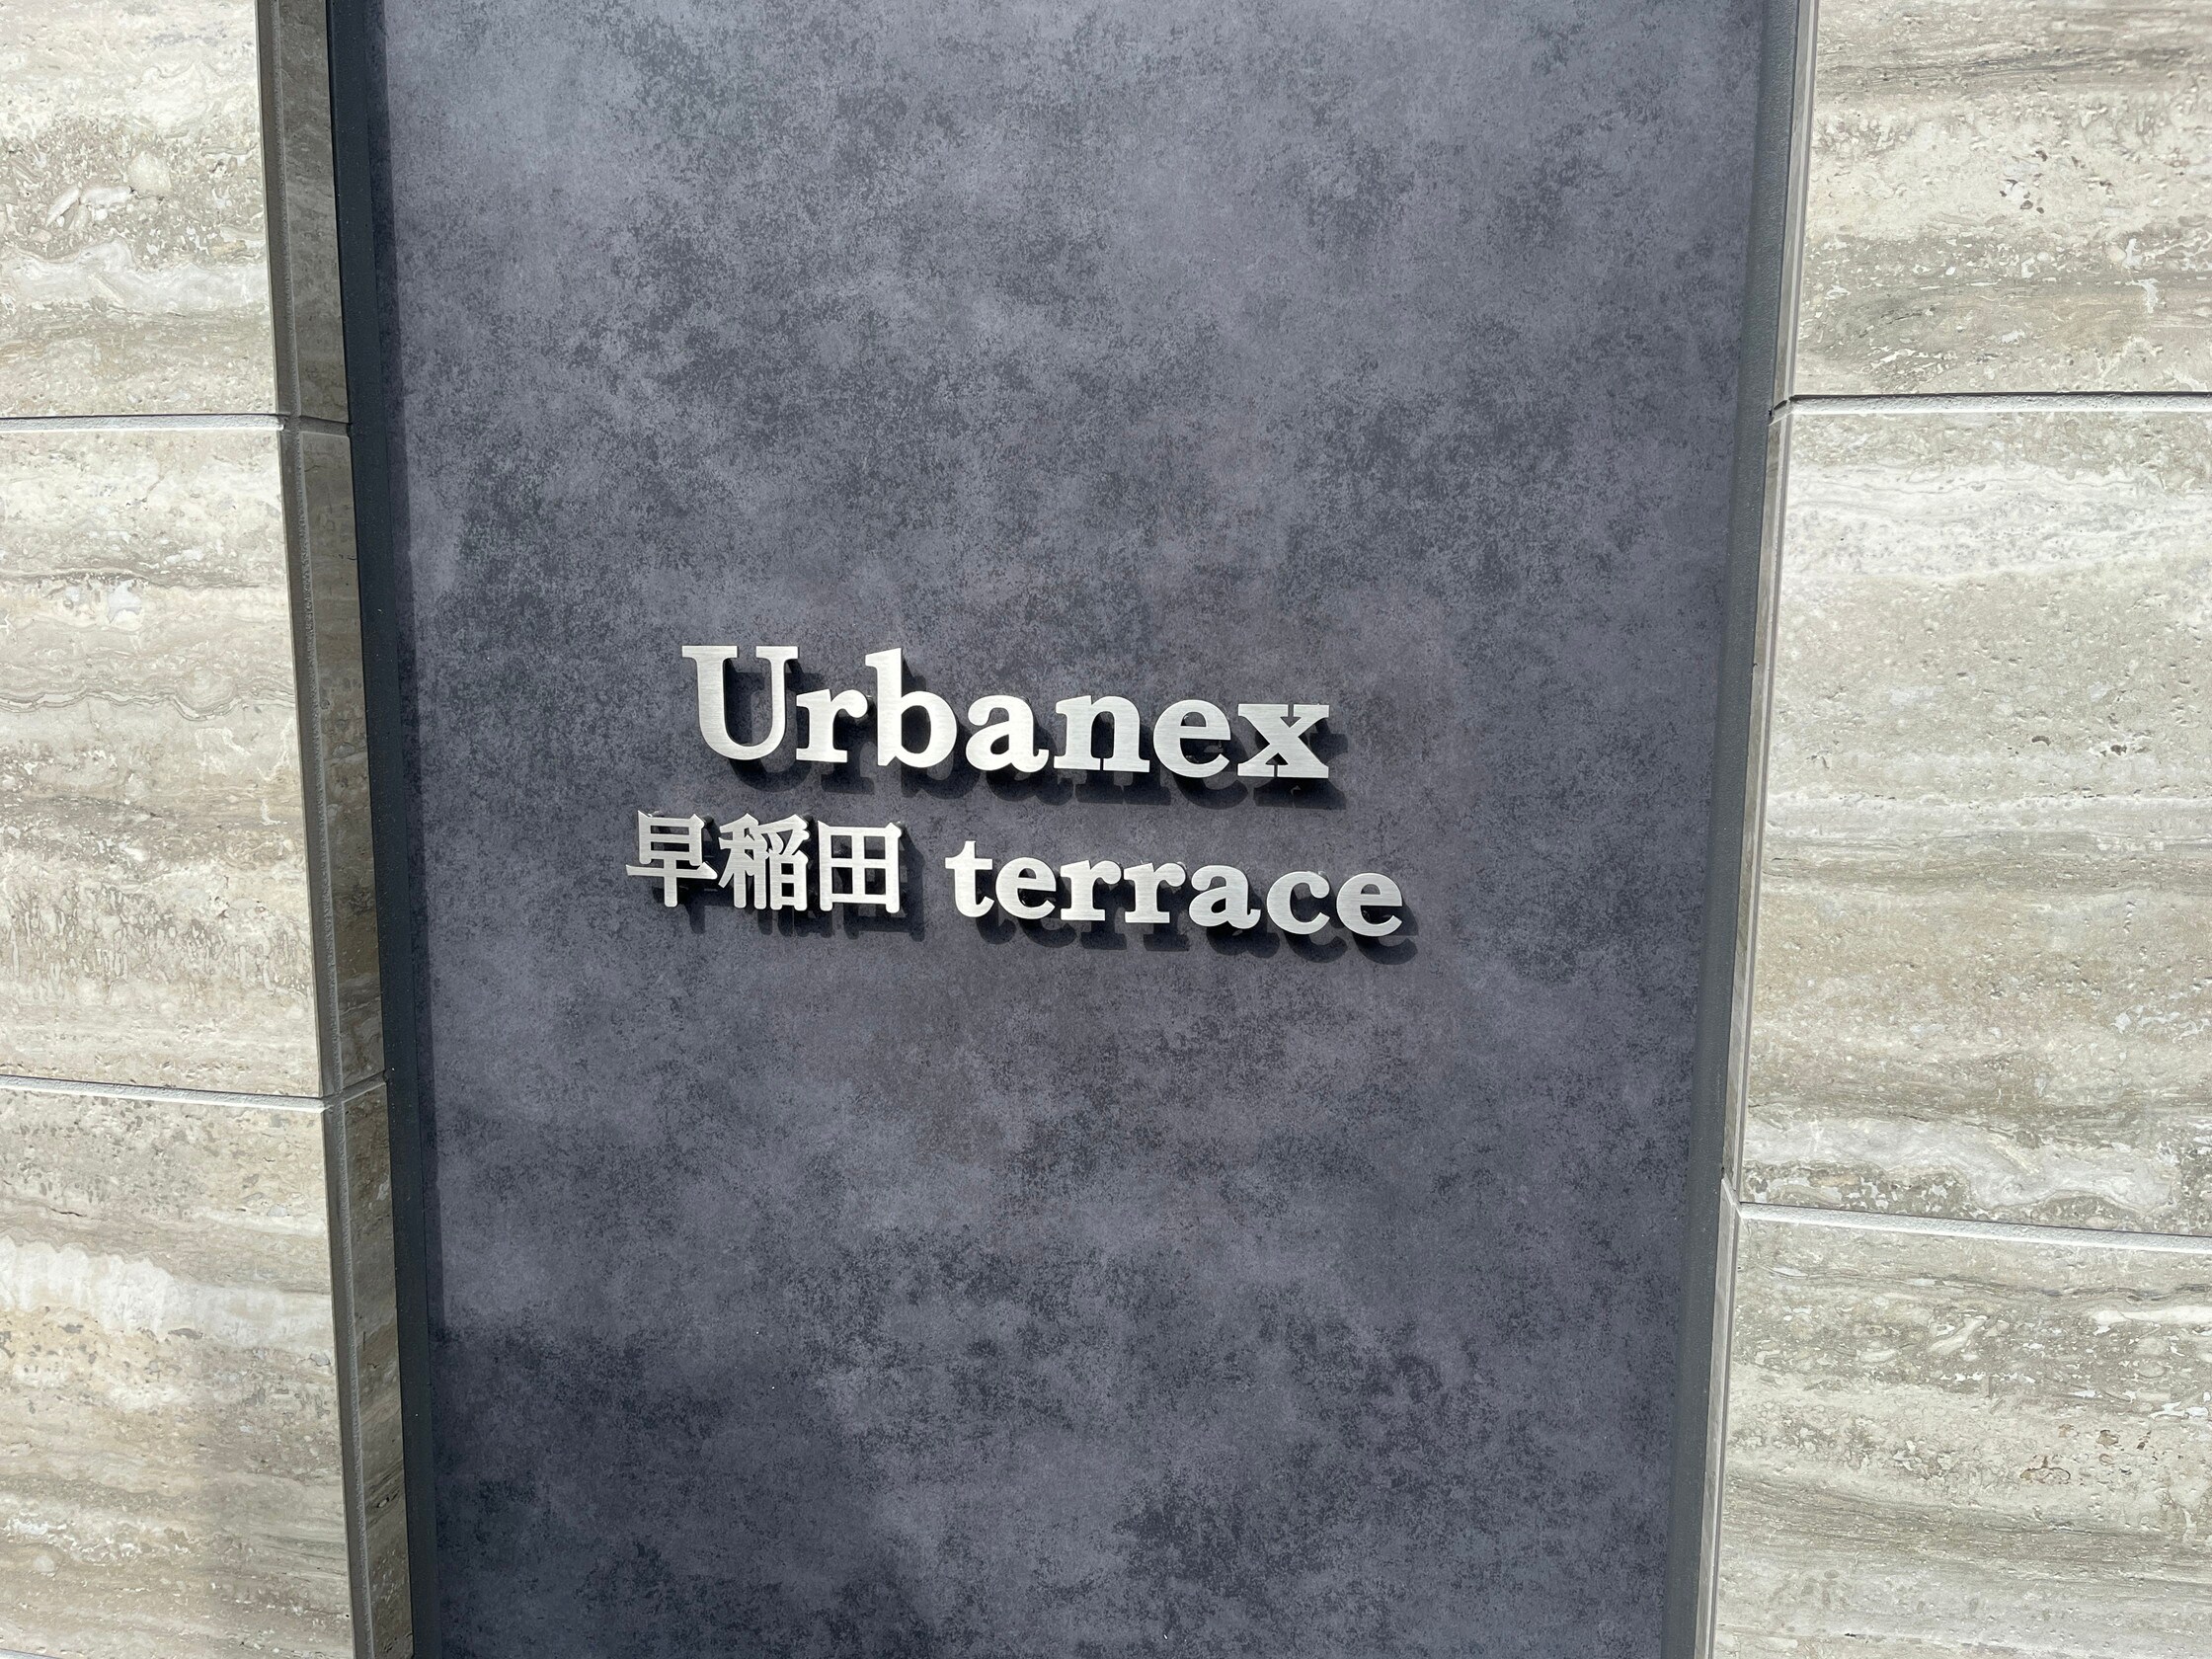 Urbanex
早稲田 terrace